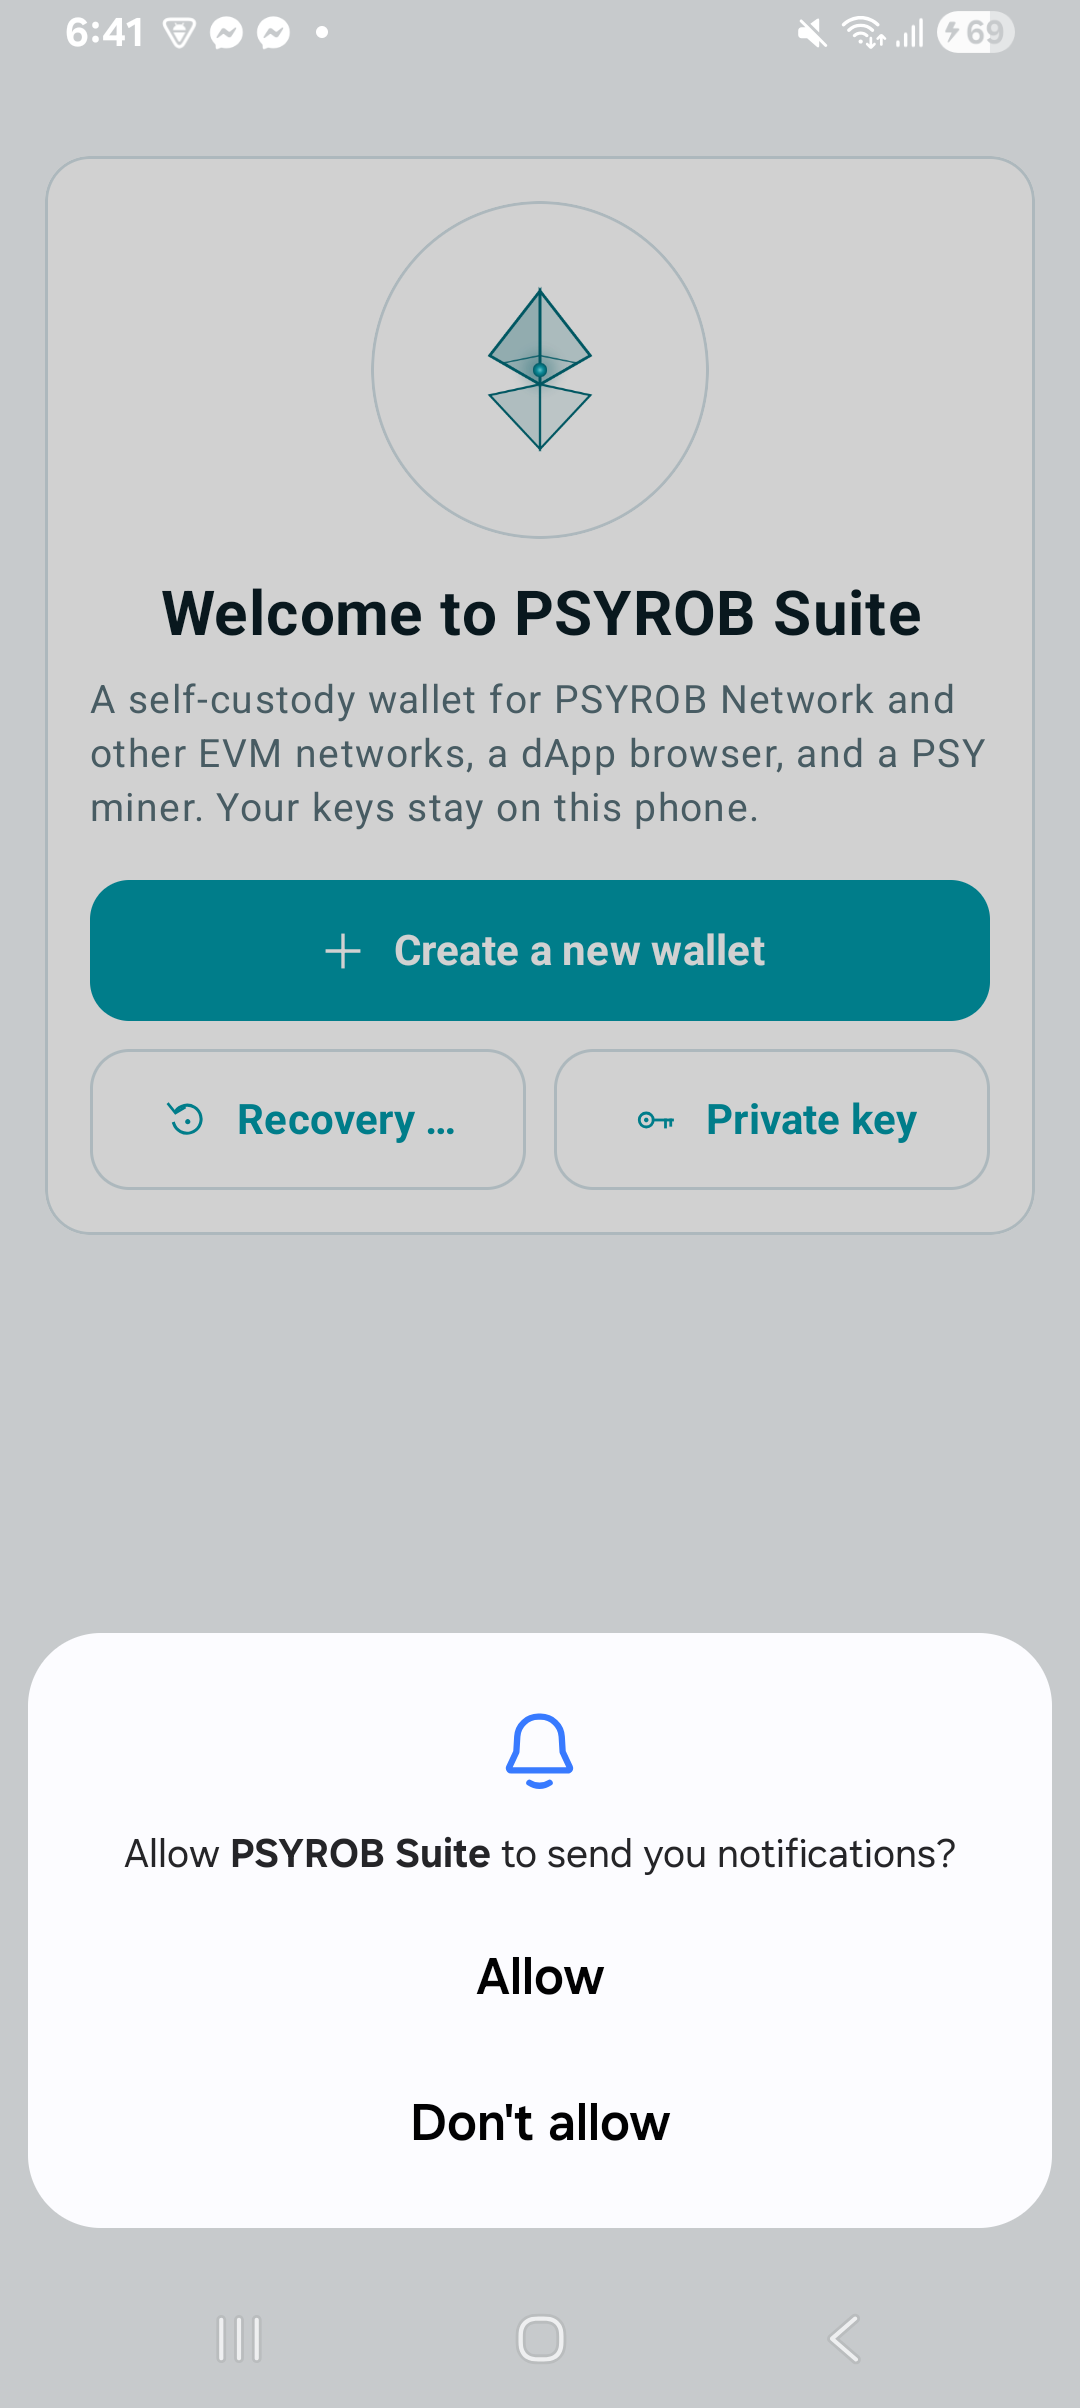 6:41
69
Welcome to PSYROB Suite
A self-custody wallet for PSYROB Network and
other EVM networks, a dApp browser, and a PSY
miner. Your keys stay on this phone.
Create a new wallet
Recovery ...
Private key
Allow PSYROB Suite to send you notifications?
Allow
Don't allow